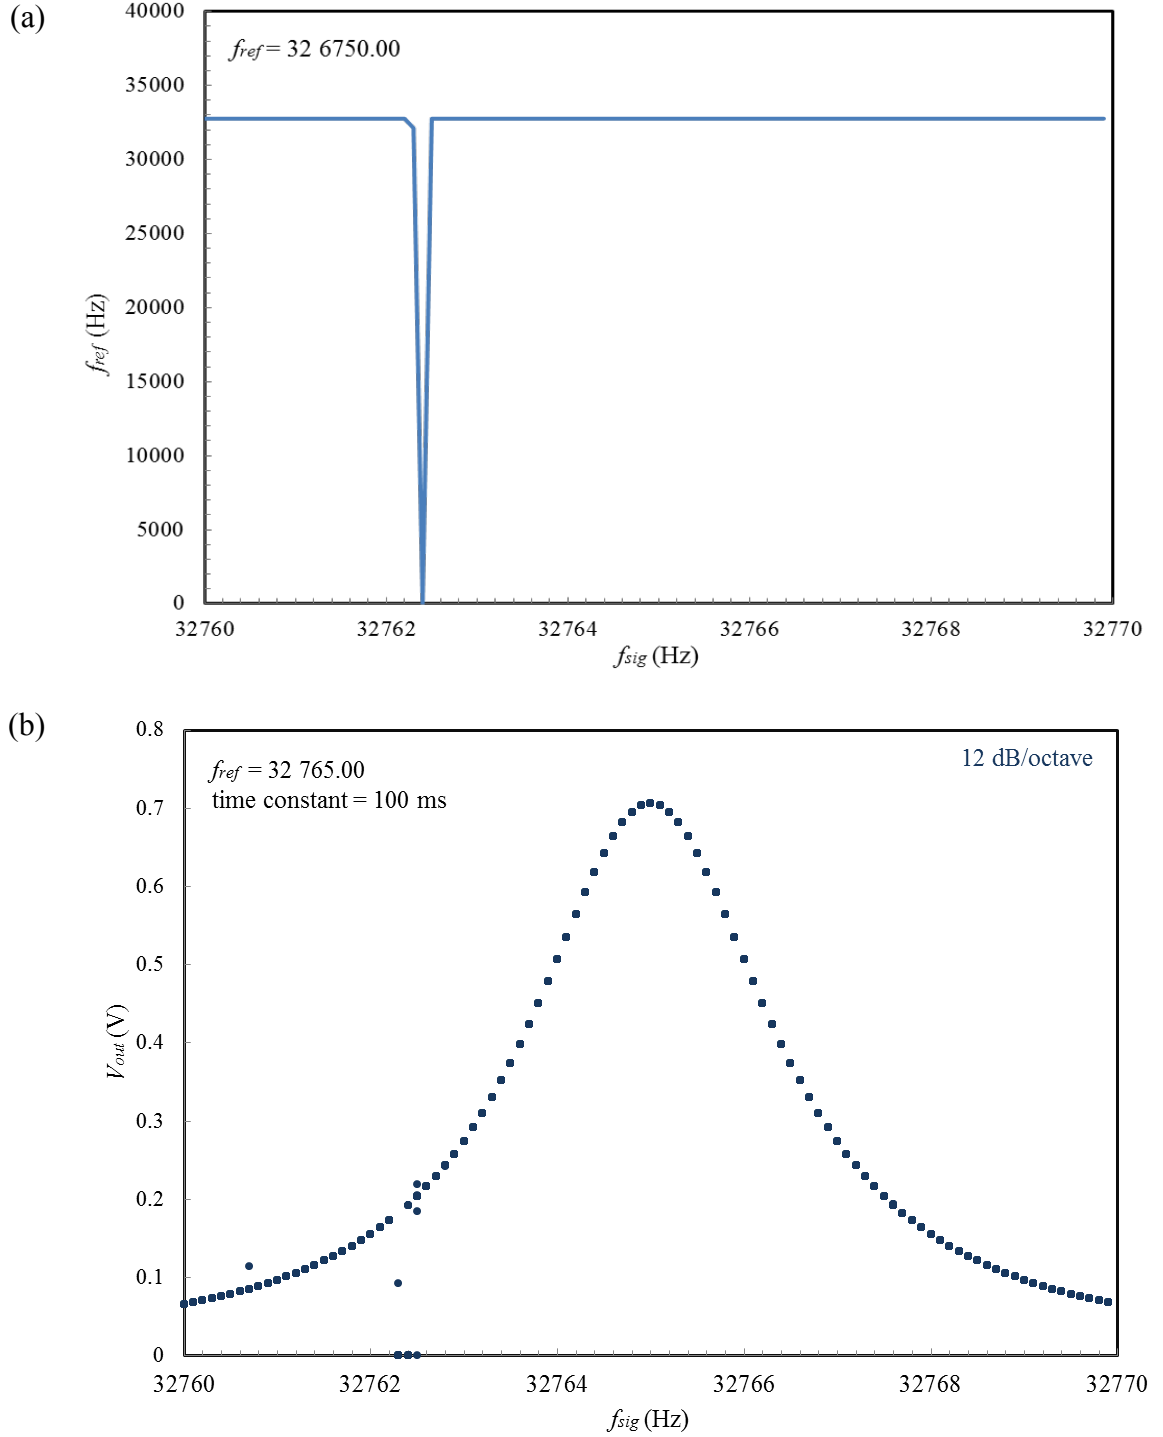 (a)
fref = 32 6750.00
40000
35000
30000
25000
20000
15000
10000
5000
0
fref (Hz)
32760 32762 32764 32766 32768 32770
fsig (Hz)
(b)
fref = 32 765.00
time constant = 100 ms
12 dB/octave
0.8
0.7
0.6
0.5
0.4
0.3
0.2
0.1
0
Vout (V)
32760 32762 32764 32766 32768 32770
fsig (Hz)